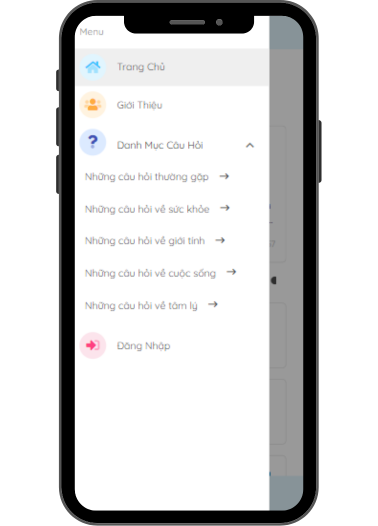 Menu
Trang Chủ
Giới Thiệu
Danh Mục Câu Hỏi
Những câu hỏi thường gặp →
Những câu hỏi về sức khỏe →
Những câu hỏi về giới tính →
Những câu hỏi về cuộc sống →
Những câu hỏi về tâm lý →
Đăng Nhập